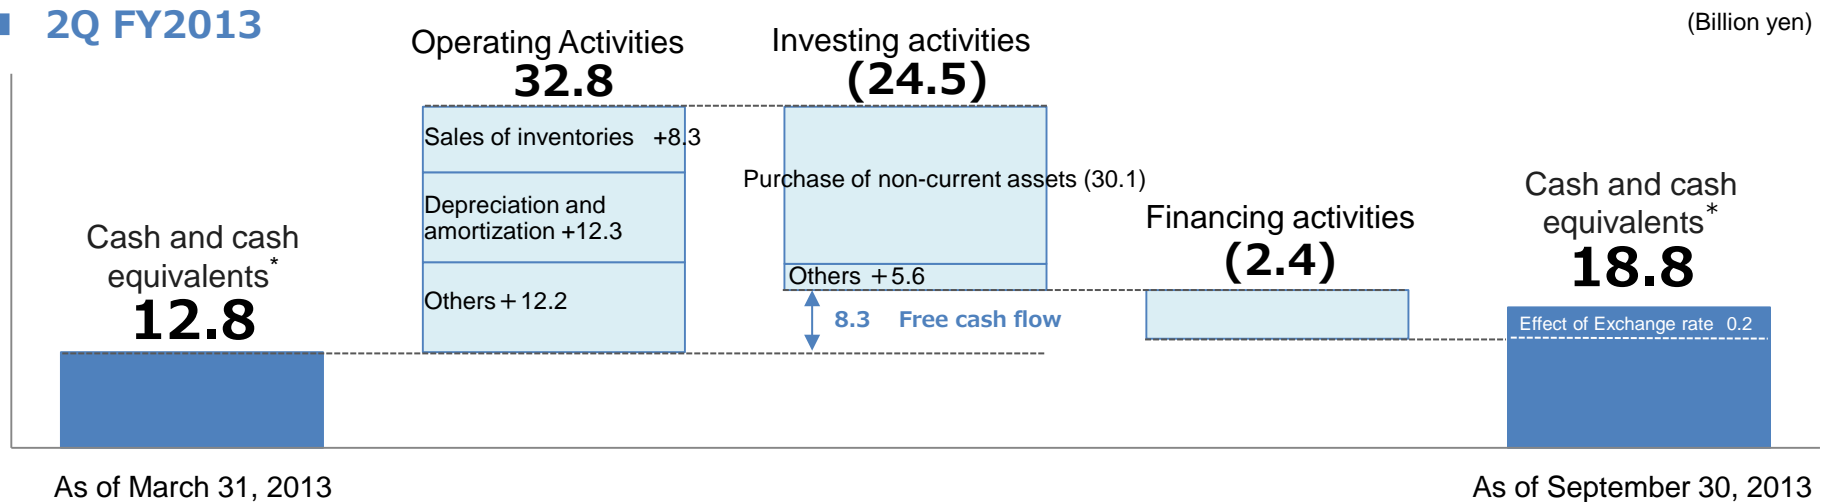 2Q FY2013
(Billion yen)
Operating Activities
32.8
Investing activities
(24.5)
Sales of inventories +8.3
Depreciation and
amortization +12.3
Others＋12.2
Purchase of non-current assets (30.1)
Others ＋5.6
8.3 Free cash flow
Financing activities
(2.4)
Cash and cash
equivalents*
12.8
Cash and cash
equivalents*
18.8
Effect of Exchange rate 0.2
As of March 31, 2013
As of September 30, 2013